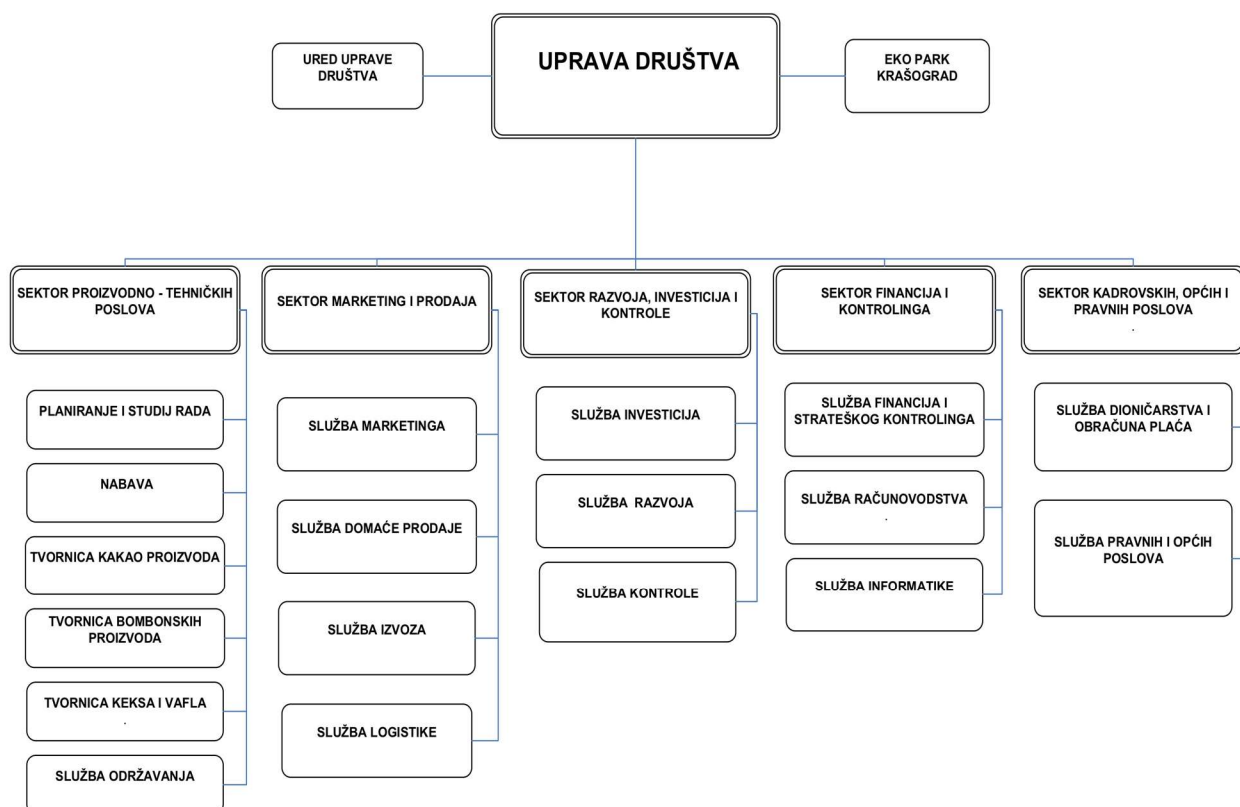 URED UPRAVE
DRUŠTVA
UPRAVA DRUŠTVA
EKO PARK
KRAŠOGRAD
SEKTOR PROIZVODNO - TEHNIČKIH
POSLOVA
SEKTOR MARKETING I PRODAJA
SEKTOR RAZVOJA, INVESTICIJA I
KONTROLE
SEKTOR FINANCIJA I
KONTROLINGA
SEKTOR KADROVSKIH, OPĆIH I
PRAVNIH POSLOVA
.
PLANIRANJE I STUDIJ RADA
NABAVA
TVORNICA KAKAO PROIZVODA
TVORNICA BOMBONSKIH
PROIZVODA
TVORNICA KEKSA I VAFLA
.
SLUŽBA ODRŽAVANJA
SLUŽBA MARKETINGA
SLUŽBA DOMAĆE PRODAJE
SLUŽBA IZVOZA
SLUŽBA LOGISTIKE
SLUŽBA INVESTICIJA
SLUŽBA RAZVOJA
SLUŽBA KONTROLE
SLUŽBA FINANCIJA I
STRATEŠKOG KONTROLINGA
SLUŽBA RAČUNOVODSTVA
.
SLUŽBA INFORMATIKE
SLUŽBA DIONIČARSTVA I
OBRAČUNA PLAĆA
SLUŽBA PRAVNIH I OPĆIH
POSLOVA